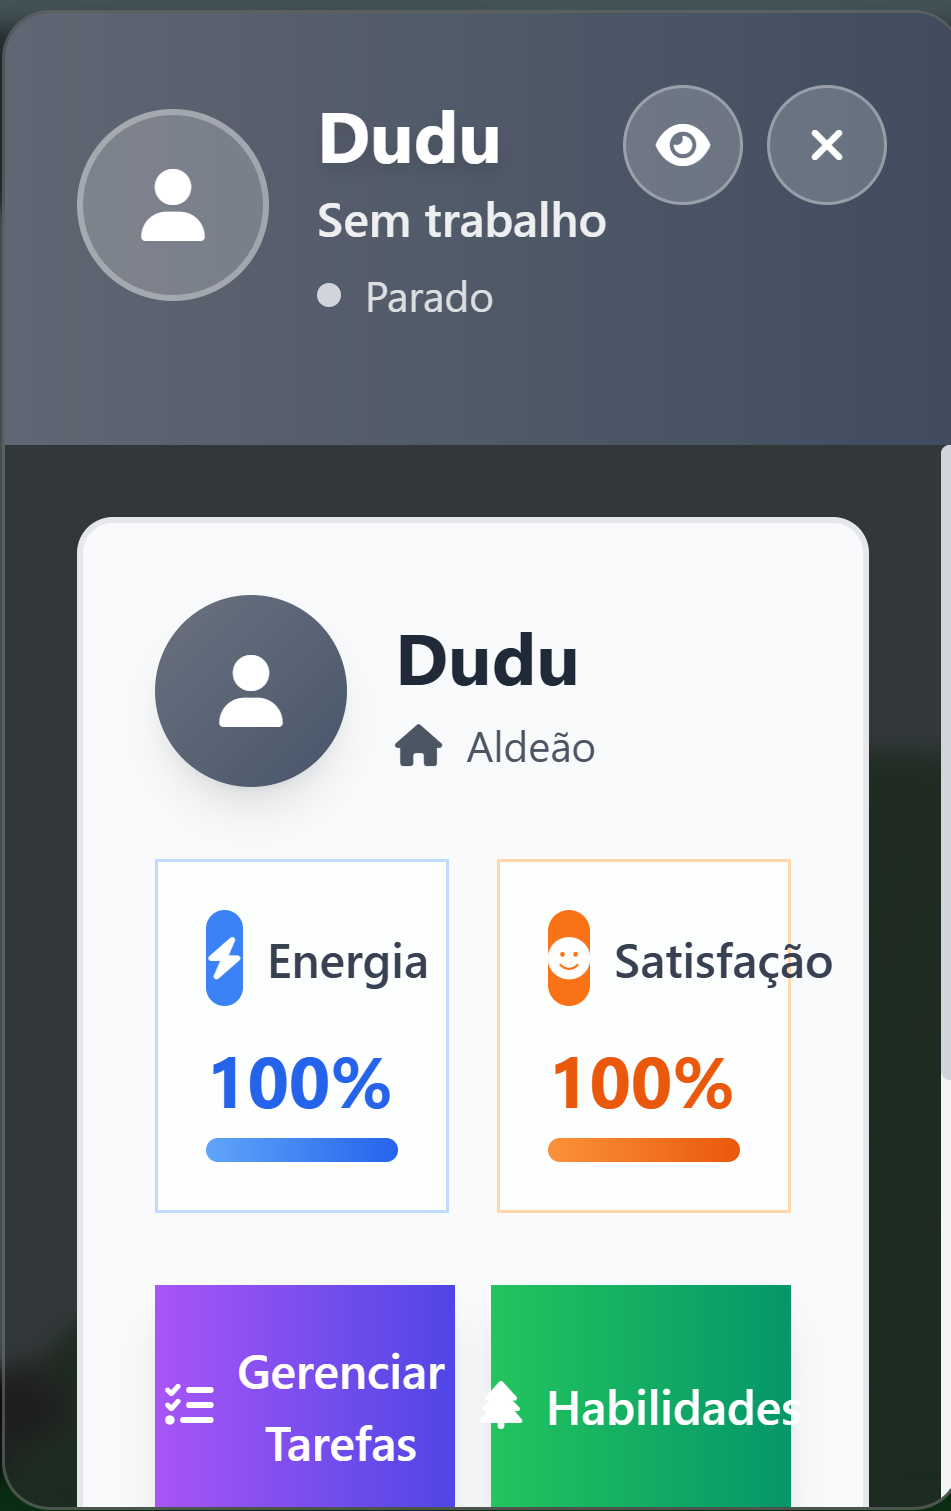 Dudu
Sem trabalho
Parado
Dudu
Aldeão
Energia
Satisfação
100%
100%
Gerenciar
Tarefas
Habilidades